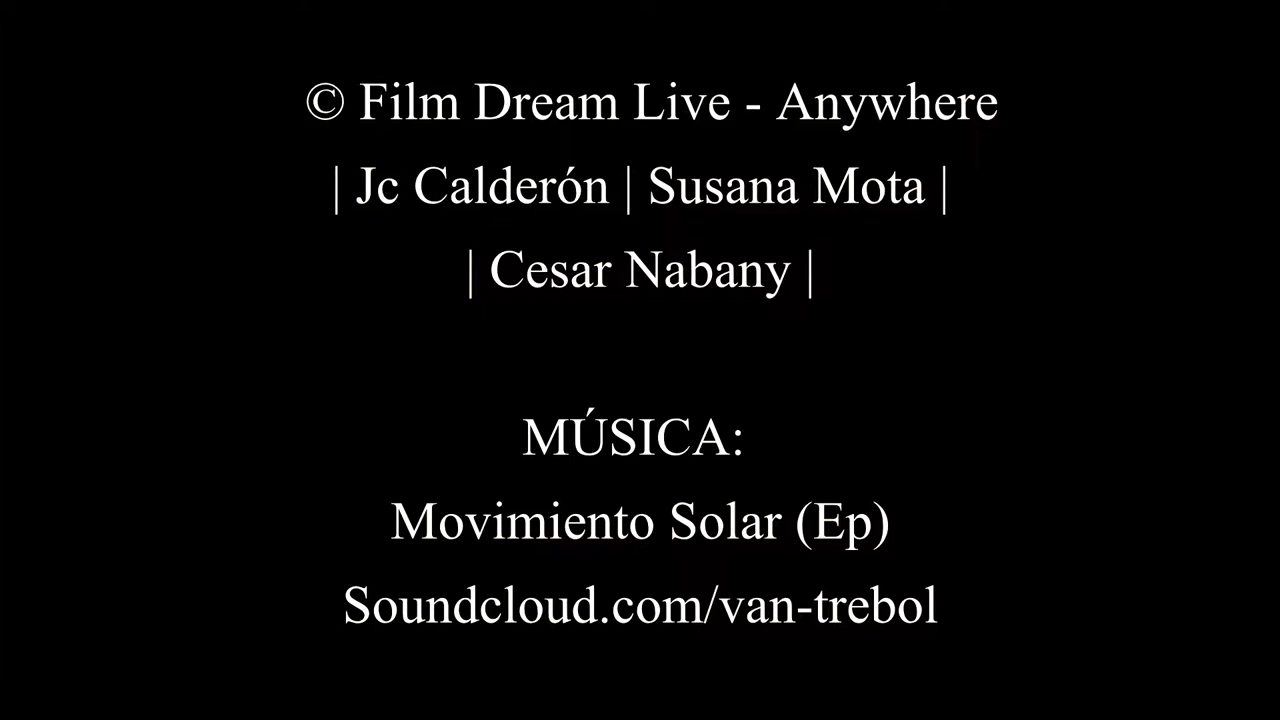 © Film Dream Live - Anywhere
| Jc Calderón | Susana Mota |
| Cesar Nabany |
MÚSICA:
Movimiento Solar (Ep)
Soundcloud.com/van-trebol